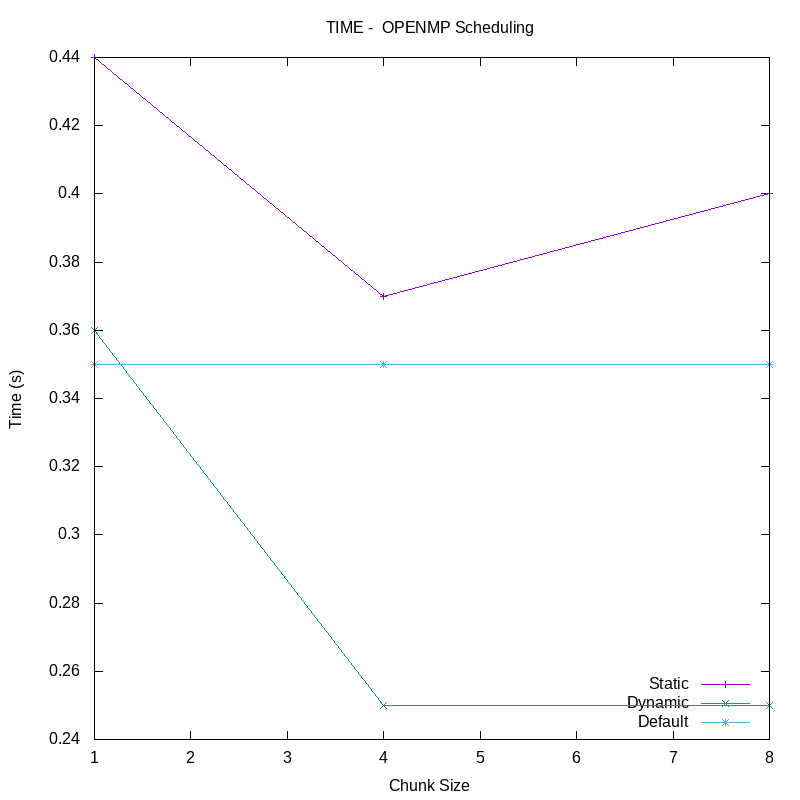 TIME -  OPENMP Scheduling
0.44
0.42
0.4
0.38
0.36
0.34
0.32
0.3
0.28
0.26
0.24
Time (s)
Static
Dynamic
Default
1 2 3 4 5 6 7 8
Chunk Size